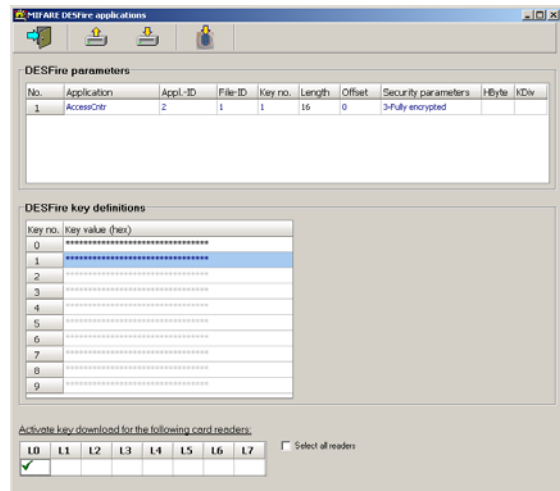 MIFARE DESFire applications
DESFire parameters
No. Application Appl.-ID File-ID Key no. Length Offset Security parameters HByte KDiv
1 AccessCntr 2 1 1 16 0 3-Fully encrypted
DESFire key definitions
Key no. Key value (hex)
0 ********************************
1 ********************************
2 ********************************
3 ********************************
4 ********************************
5 ********************************
6 ********************************
7 ********************************
8 ********************************
9 ********************************
Activate key download for the following card readers:
L0 L1 L2 L3 L4 L5 L6 L7 Select all readers